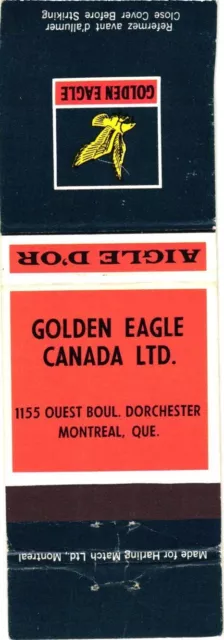 Refermez avant d'allumer
Close Cover Before Striking
GOLDEN EAGLE
AIGLE D'OR
GOLDEN EAGLE
CANADA LTD.
1155 OUEST BOUL. DORCHESTER
MONTREAL, QUE.
Made for Harling Match Ltd., Montreal